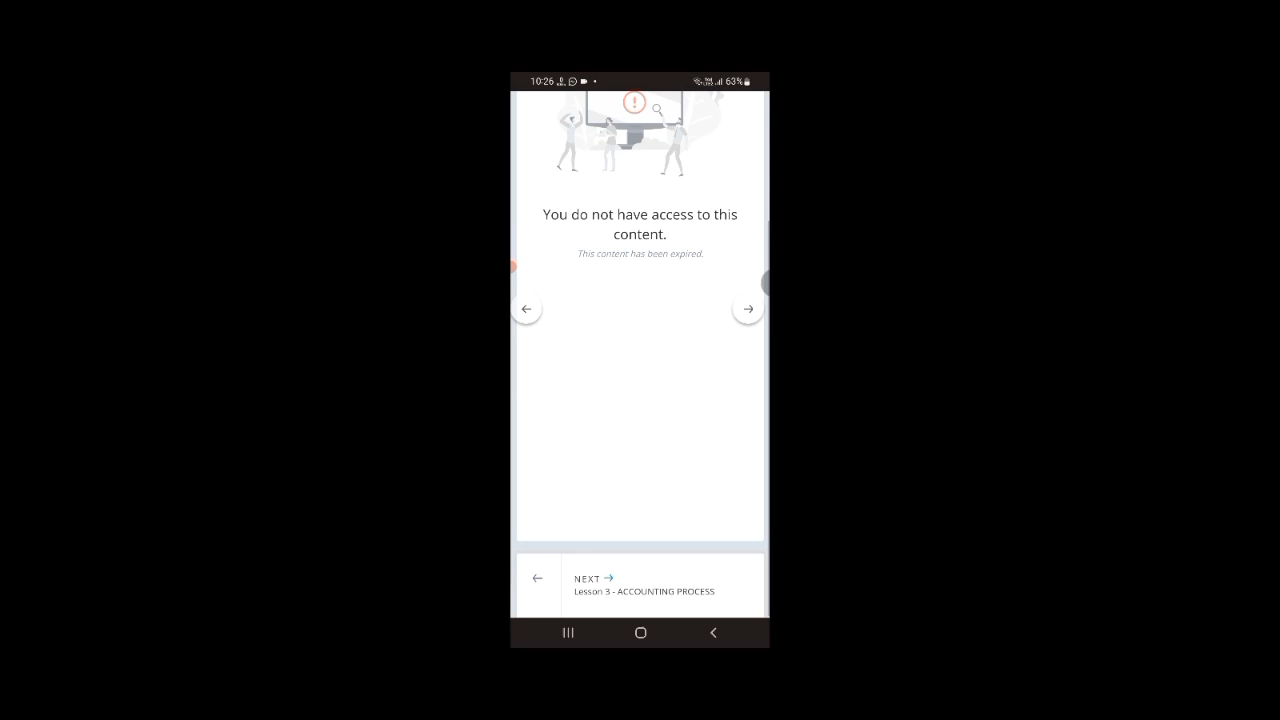 10:26 63%
!
You do not have access to this
content.
This content has been expired.
NEXT
Lesson 3 - ACCOUNTING PROCESS